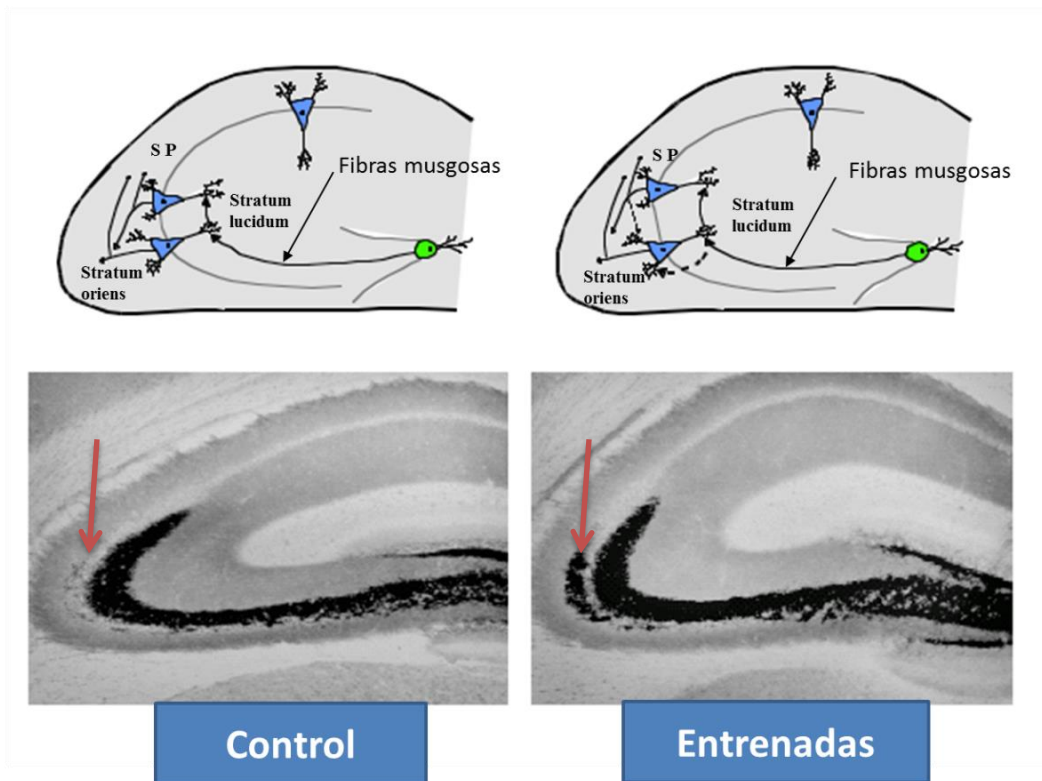 S P
Fibras musgosas
Stratum
lucidum
Stratum
oriens
S P
Fibras musgosas
Stratum
lucidum
Stratum
oriens
Control
Entrenadas